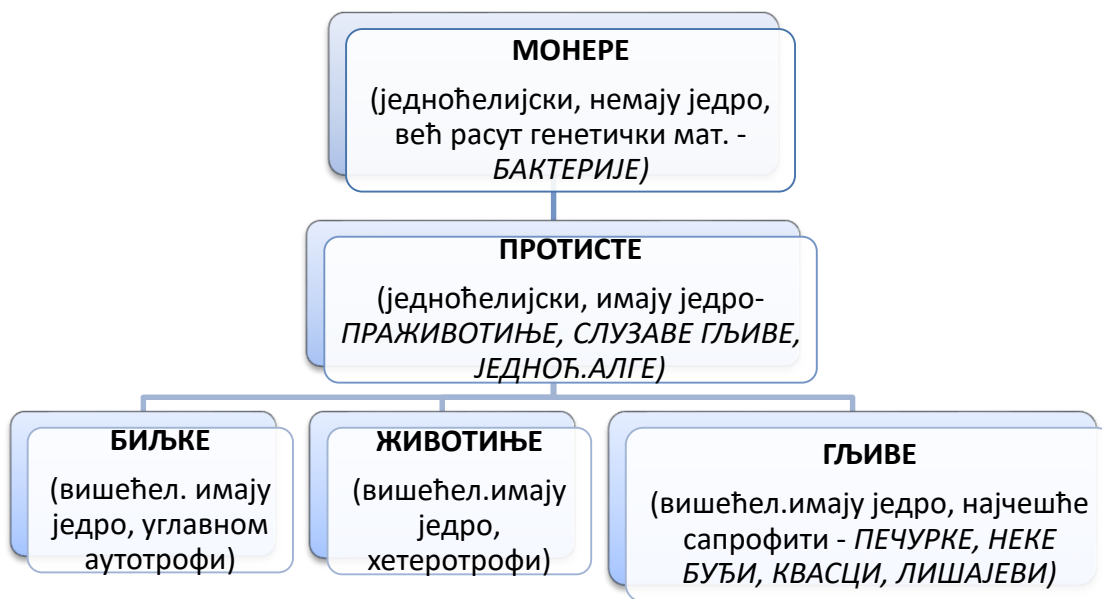 МОНЕРЕ
(једноћелијски, немају једро,
већ расут генетички мат. -
БАКТЕРИЈЕ)
ПРОТИСТЕ
(једноћелијски, имају једро-
ПРАЖИВОТИЊЕ, СЛУЗАВЕ ГЉИВЕ,
ЈЕДНОЋ.АЛГЕ)
БИЉКЕ
(вишећел. имају
једро, углавном
аутотрофи)
ЖИВОТИЊЕ
(вишећел.имају
једро,
хетеротрофи)
ГЉИВЕ
(вишећел.имају једро, најчешће
сапрофити - ПЕЧУРКЕ, НЕКЕ
БУЂИ, КВАСЦИ, ЛИШАЈЕВИ)